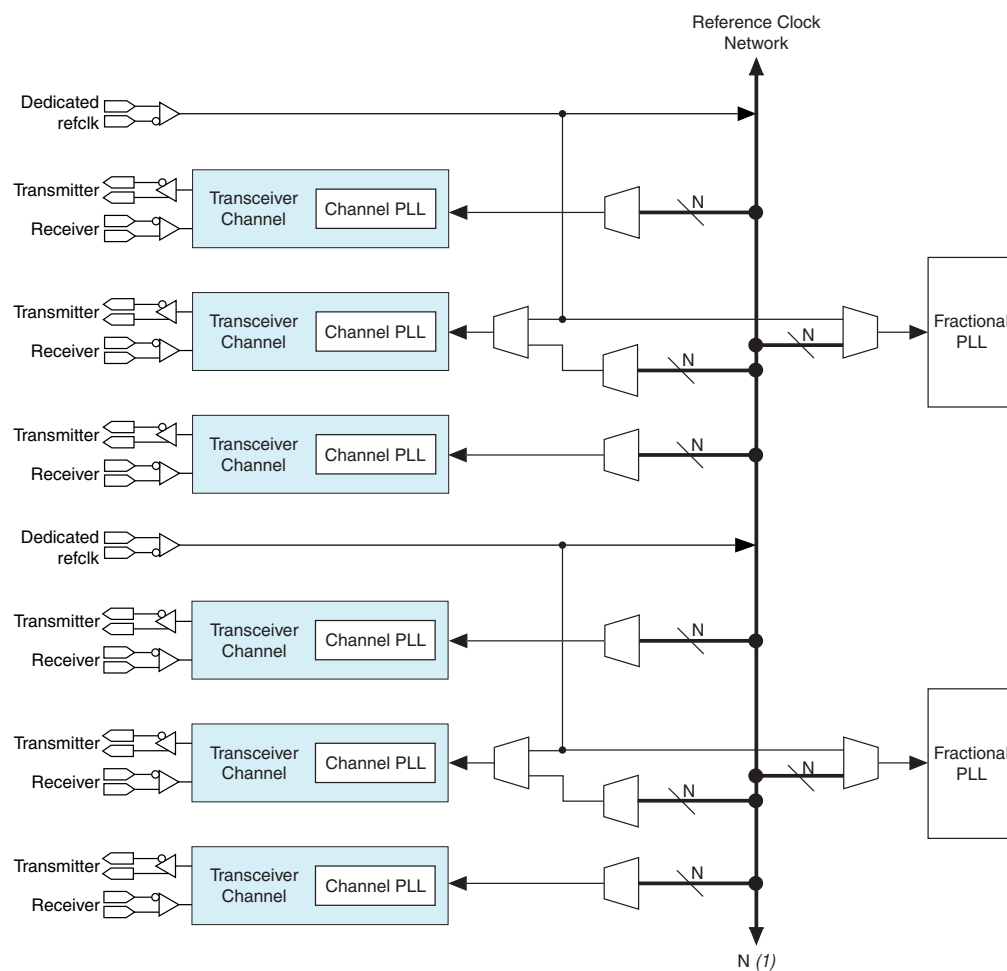 Reference Clock
Network
Dedicated
refclk
Transmitter
Receiver
Transceiver
Channel
Channel PLL
N
Transmitter
Receiver
Transceiver
Channel
Channel PLL
N
N
Fractional
PLL
Transmitter
Receiver
Transceiver
Channel
Channel PLL
N
Dedicated
refclk
Transmitter
Receiver
Transceiver
Channel
Channel PLL
N
Transmitter
Receiver
Transceiver
Channel
Channel PLL
N
N
Fractional
PLL
Transmitter
Receiver
Transceiver
Channel
Channel PLL
N
N (1)